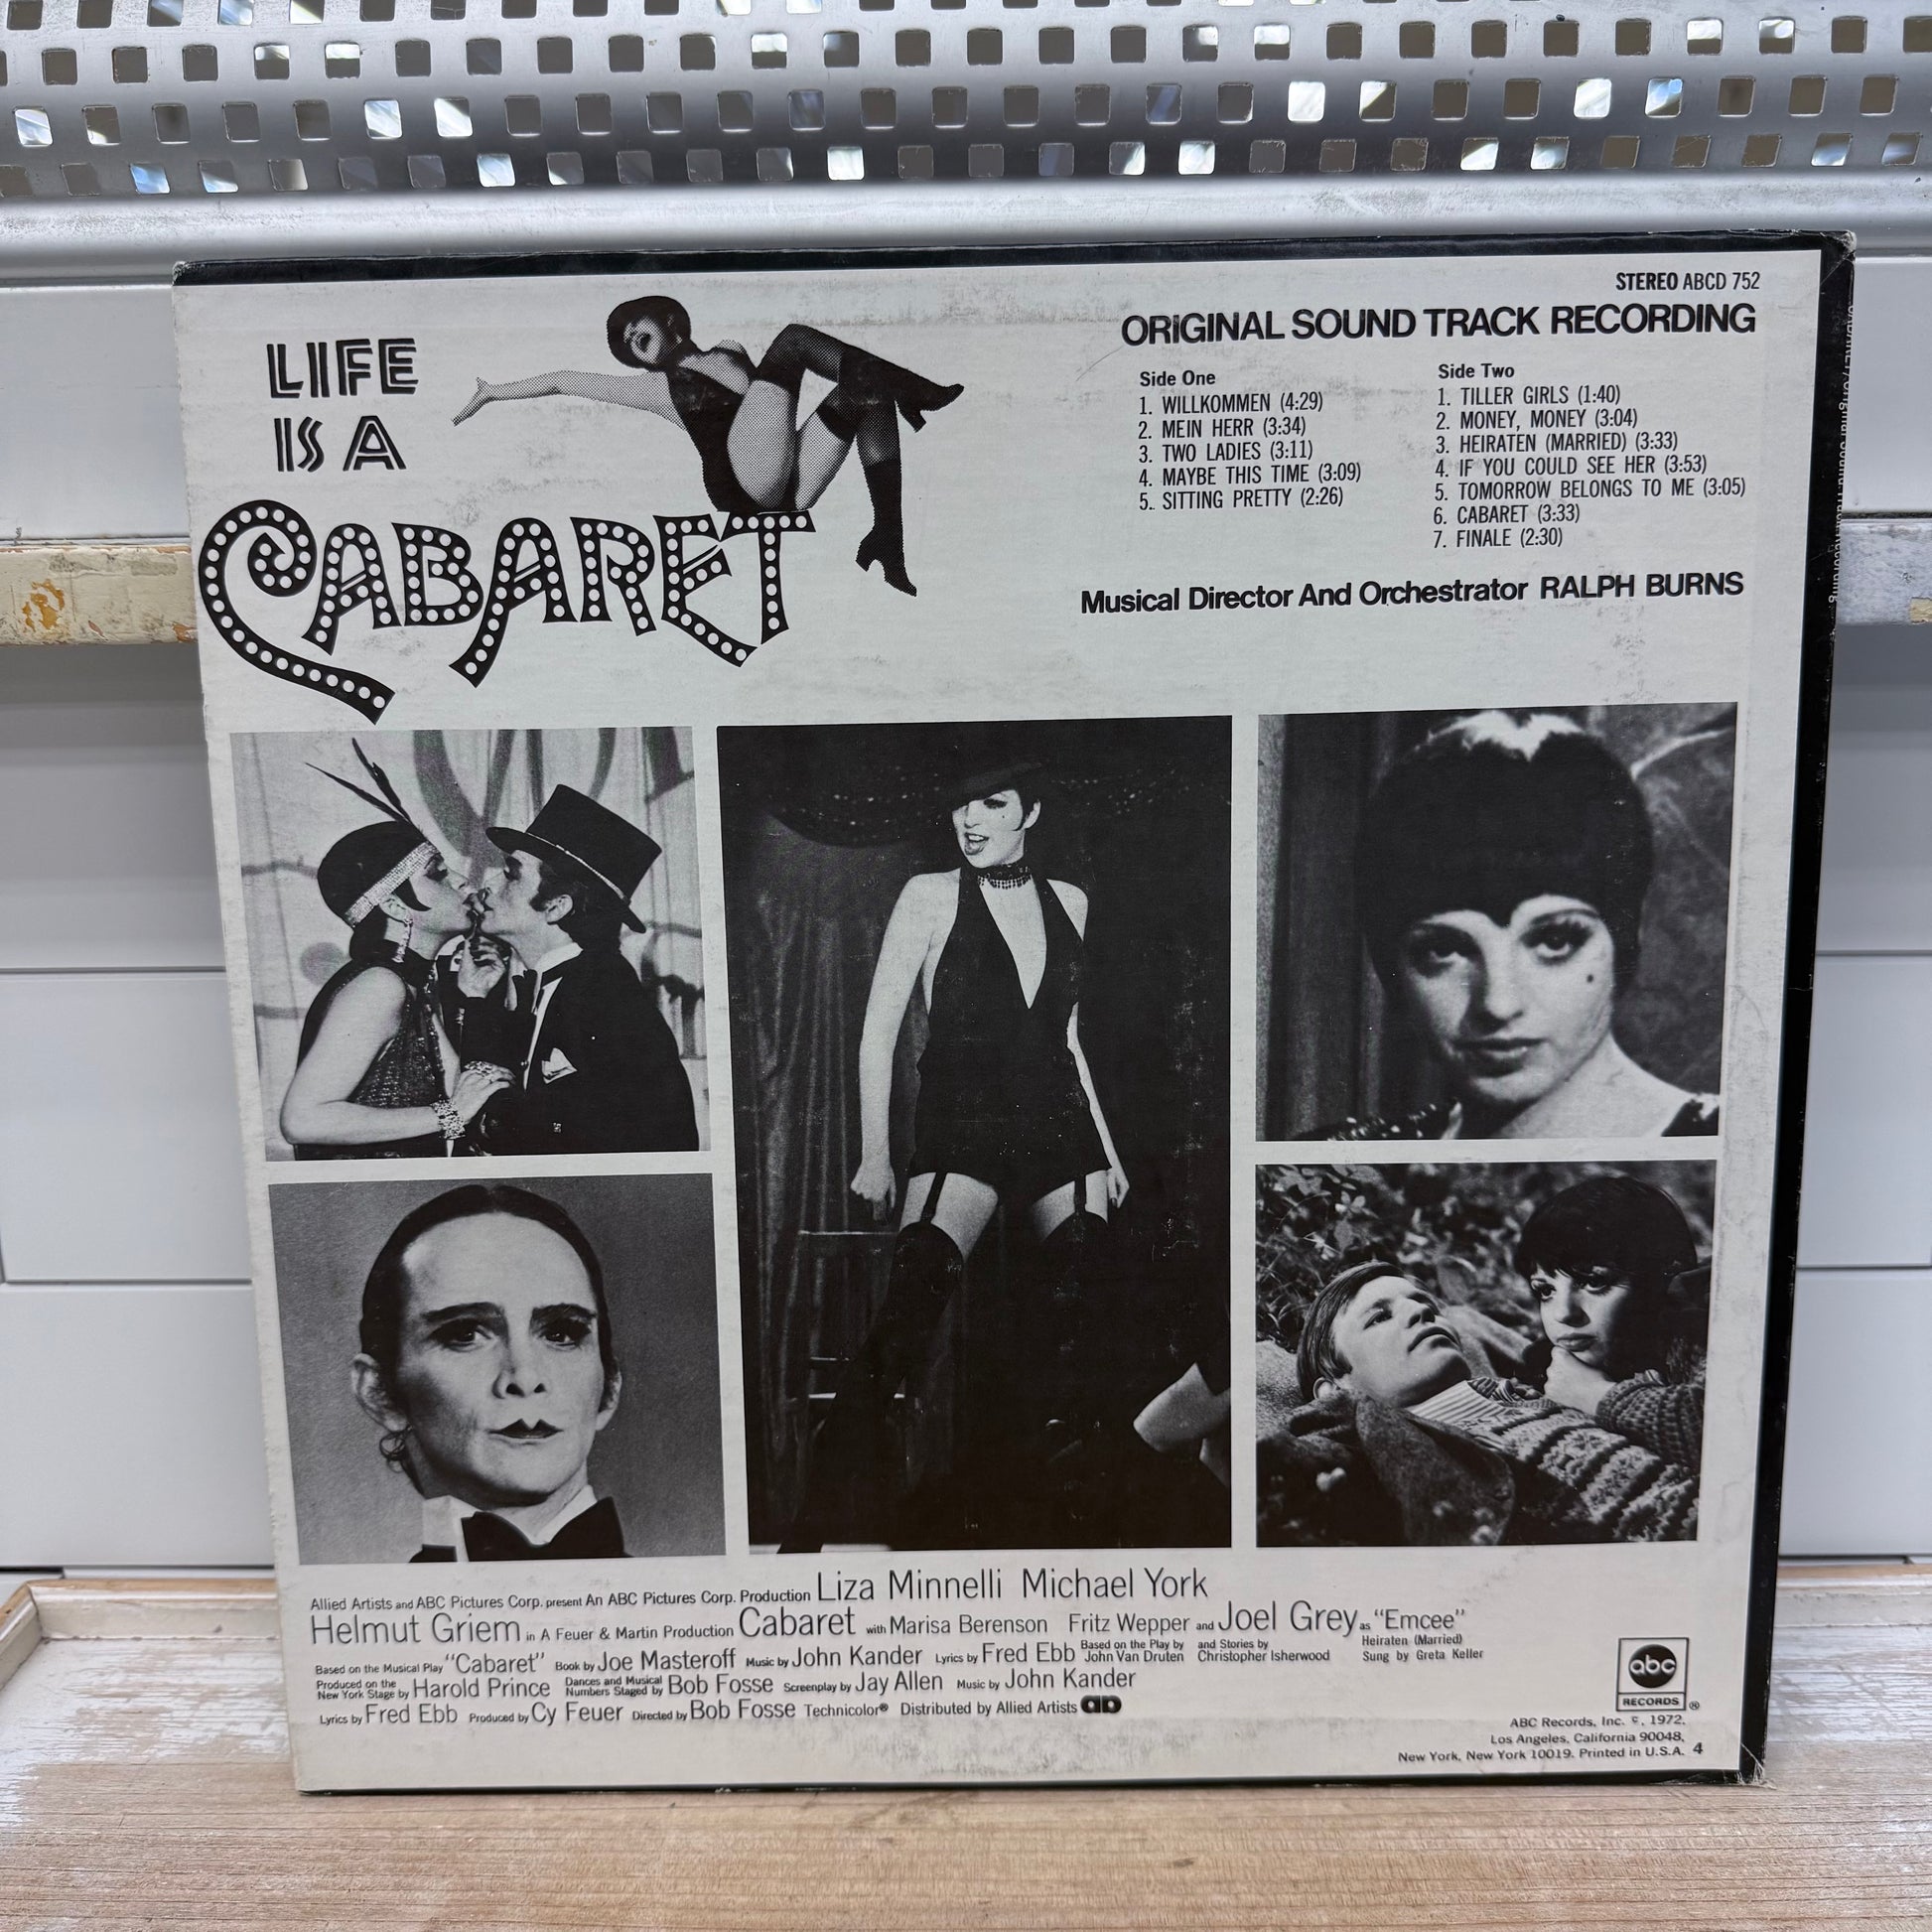 STEREO ABCD 752
LIFE
IS A
CABARET
ORIGINAL SOUND TRACK RECORDING
Side One
1. WILLKOMMEN (4:29)
2. MEIN HERR (3:34)
3. TWO LADIES (3:11)
4. MAYBE THIS TIME (3:09)
5. SITTING PRETTY (2:26)
Side Two
1. TILLER GIRLS (1:40)
2. MONEY, MONEY (3:04)
3. HEIRATEN (MARRIED) (3:33)
4. IF YOU COULD SEE HER (3:53)
5. TOMORROW BELONGS TO ME (3:05)
6. CABARET (3:33)
7. FINALE (2:30)
Musical Director And Orchestrator RALPH BURNS
Allied Artists and ABC Pictures Corp. present An ABC Pictures Corp. Production Liza Minnelli Michael York
Helmut Griem in A Feuer & Martin Production Cabaret with Marisa Berenson Fritz Wepper and Joel Grey as "Emcee"
Based on the Musical Play "Cabaret" Book by Joe Masteroff Music by John Kander Lyrics by Fred Ebb Based on the Play by John Van Druten and Stories by Christopher Isherwood
Heiraten (Married)
Sung by Greta Keller
Produced on the New York Stage by Harold Prince Dances and Musical Numbers Staged by Bob Fosse Screenplay by Jay Allen Music by John Kander
Lyrics by Fred Ebb Produced by Cy Feuer Directed by Bob Fosse Technicolor® Distributed by Allied Artists
abc
RECORDS ®
ABC Records, Inc. ©, 1972.
Los Angeles, California 90048,
New York, New York 10019. Printed in U.S.A. 4